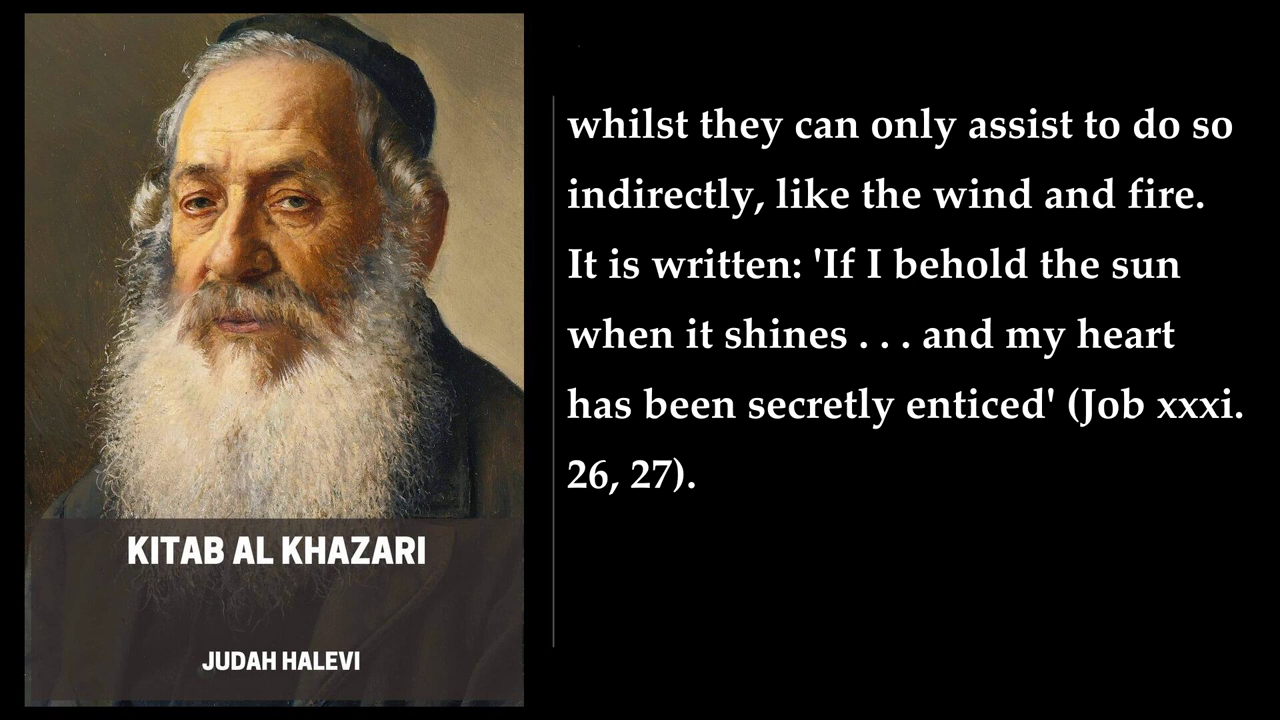 whilst they can only assist to do so
indirectly, like the wind and fire.
It is written: 'If I behold the sun
when it shines . . . and my heart
has been secretly enticed' (Job xxxi.
26, 27).
KITAB AL KHAZARI
JUDAH HALEVI